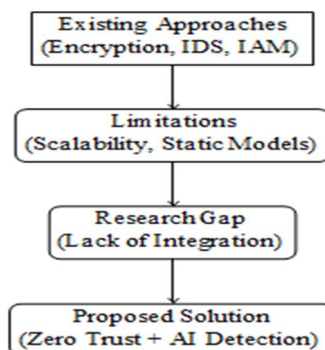 Existing Approaches
(Encryption, IDS, IAM)
Limitations
(Scalability, Static Models)
Research Gap
(Lack of Integration)
Proposed Solution
(Zero Trust + AI Detection)